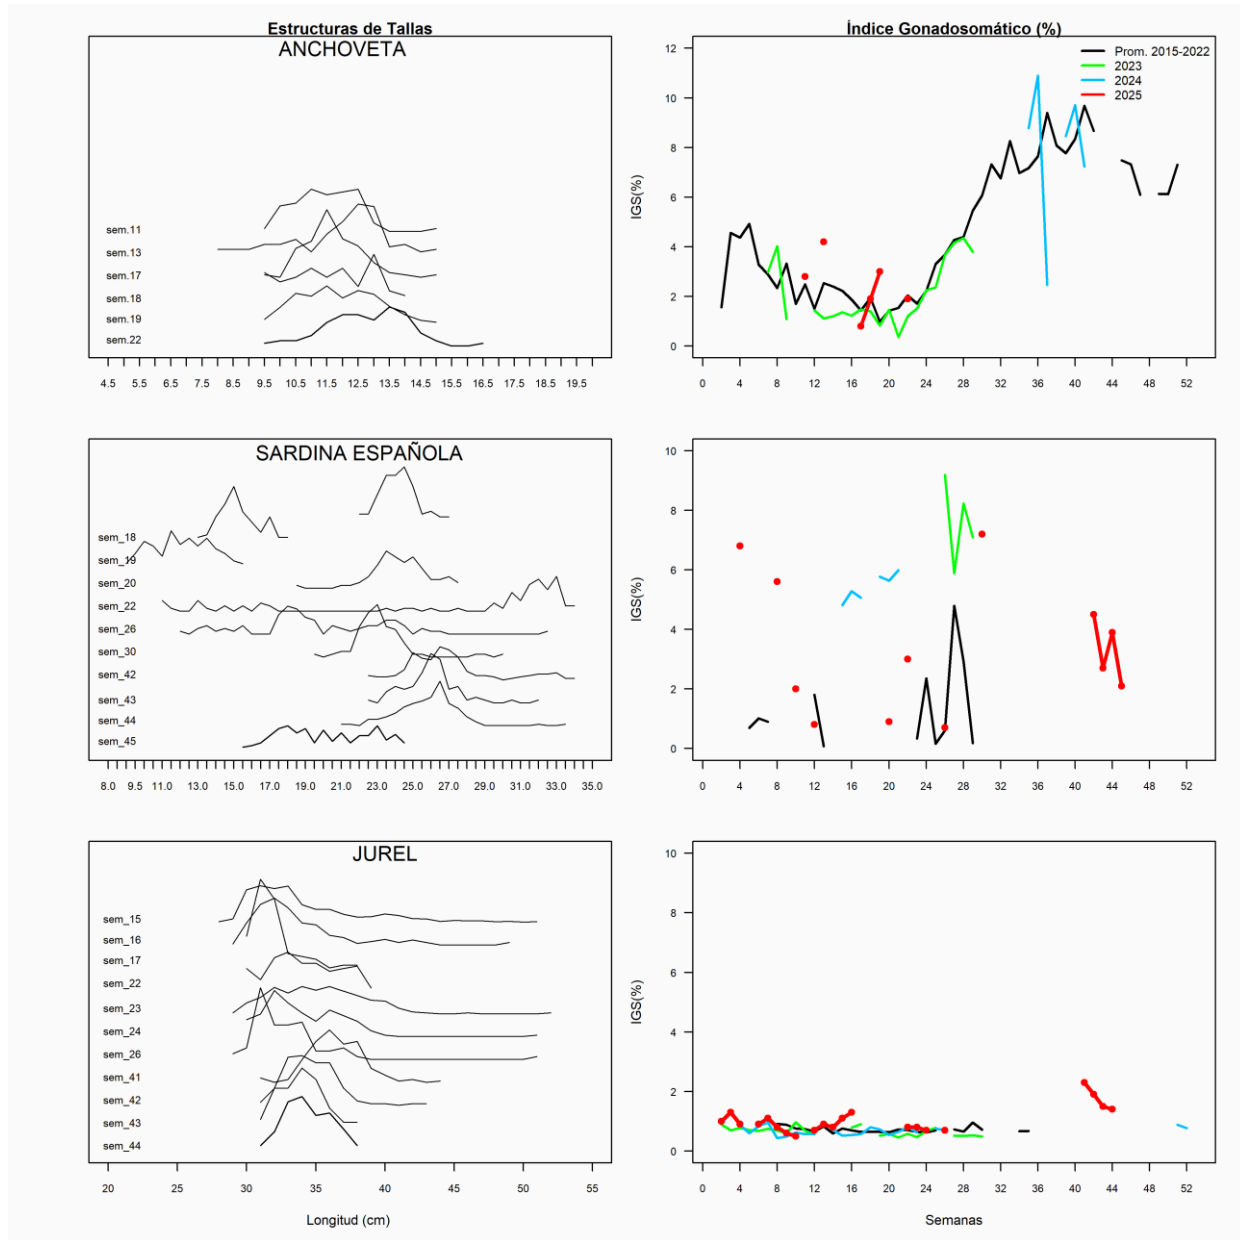 Estructuras de Tallas
ANCHOVETA
sem.11
sem.13
sem.17
sem.18
sem.19
sem.22
4.5 5.5 6.5 7.5 8.5 9.5 10.5 11.5 12.5 13.5 14.5 15.5 16.5 17.5 18.5 19.5
Índice Gonadosomático (%)
Prom. 2015-2022
2023
2024
2025
IGS(%)
12
10
8
6
4
2
0
0 4 8 12 16 20 24 28 32 36 40 44 48 52
SARDINA ESPAÑOLA
sem_18
sem_19
sem_20
sem_22
sem_26
sem_30
sem_42
sem_43
sem_44
sem_45
8.0 9.5 11.0 13.0 15.0 17.0 19.0 21.0 23.0 25.0 27.0 29.0 31.0 33.0 35.0
IGS(%)
10
8
6
4
2
0
0 4 8 12 16 20 24 28 32 36 40 44 48 52
JUREL
sem_15
sem_16
sem_17
sem_22
sem_23
sem_24
sem_26
sem_41
sem_42
sem_43
sem_44
20 25 30 35 40 45 50 55
Longitud (cm)
IGS(%)
10
8
6
4
2
0
0 4 8 12 16 20 24 28 32 36 40 44 48 52
Semanas